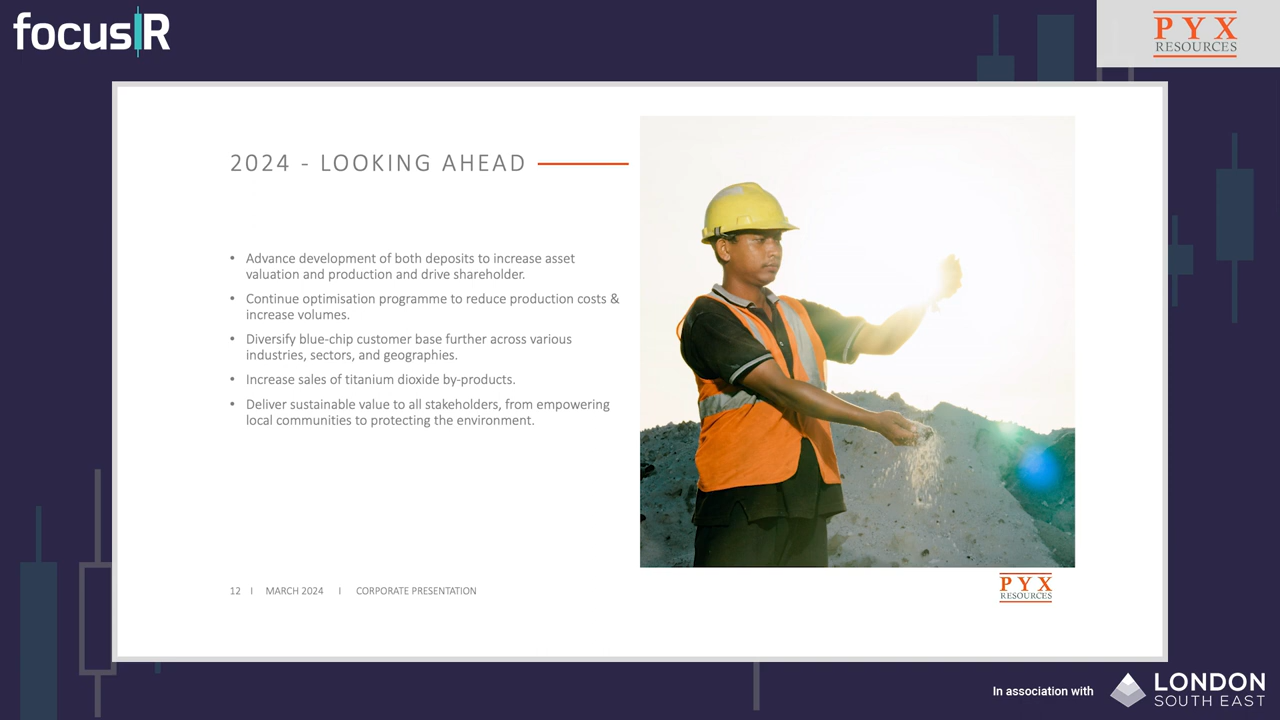 focusIR
PYX
RESOURCES
2024 - LOOKING AHEAD
• Advance development of both deposits to increase asset
valuation and production and drive shareholder.
• Continue optimisation programme to reduce production costs &
increase volumes.
• Diversify blue-chip customer base further across various
industries, sectors, and geographies.
• Increase sales of titanium dioxide by-products.
• Deliver sustainable value to all stakeholders, from empowering
local communities to protecting the environment.
12 I MARCH 2024 I CORPORATE PRESENTATION
PYX
RESOURCES
In association with
LONDON
SOUTH EAST